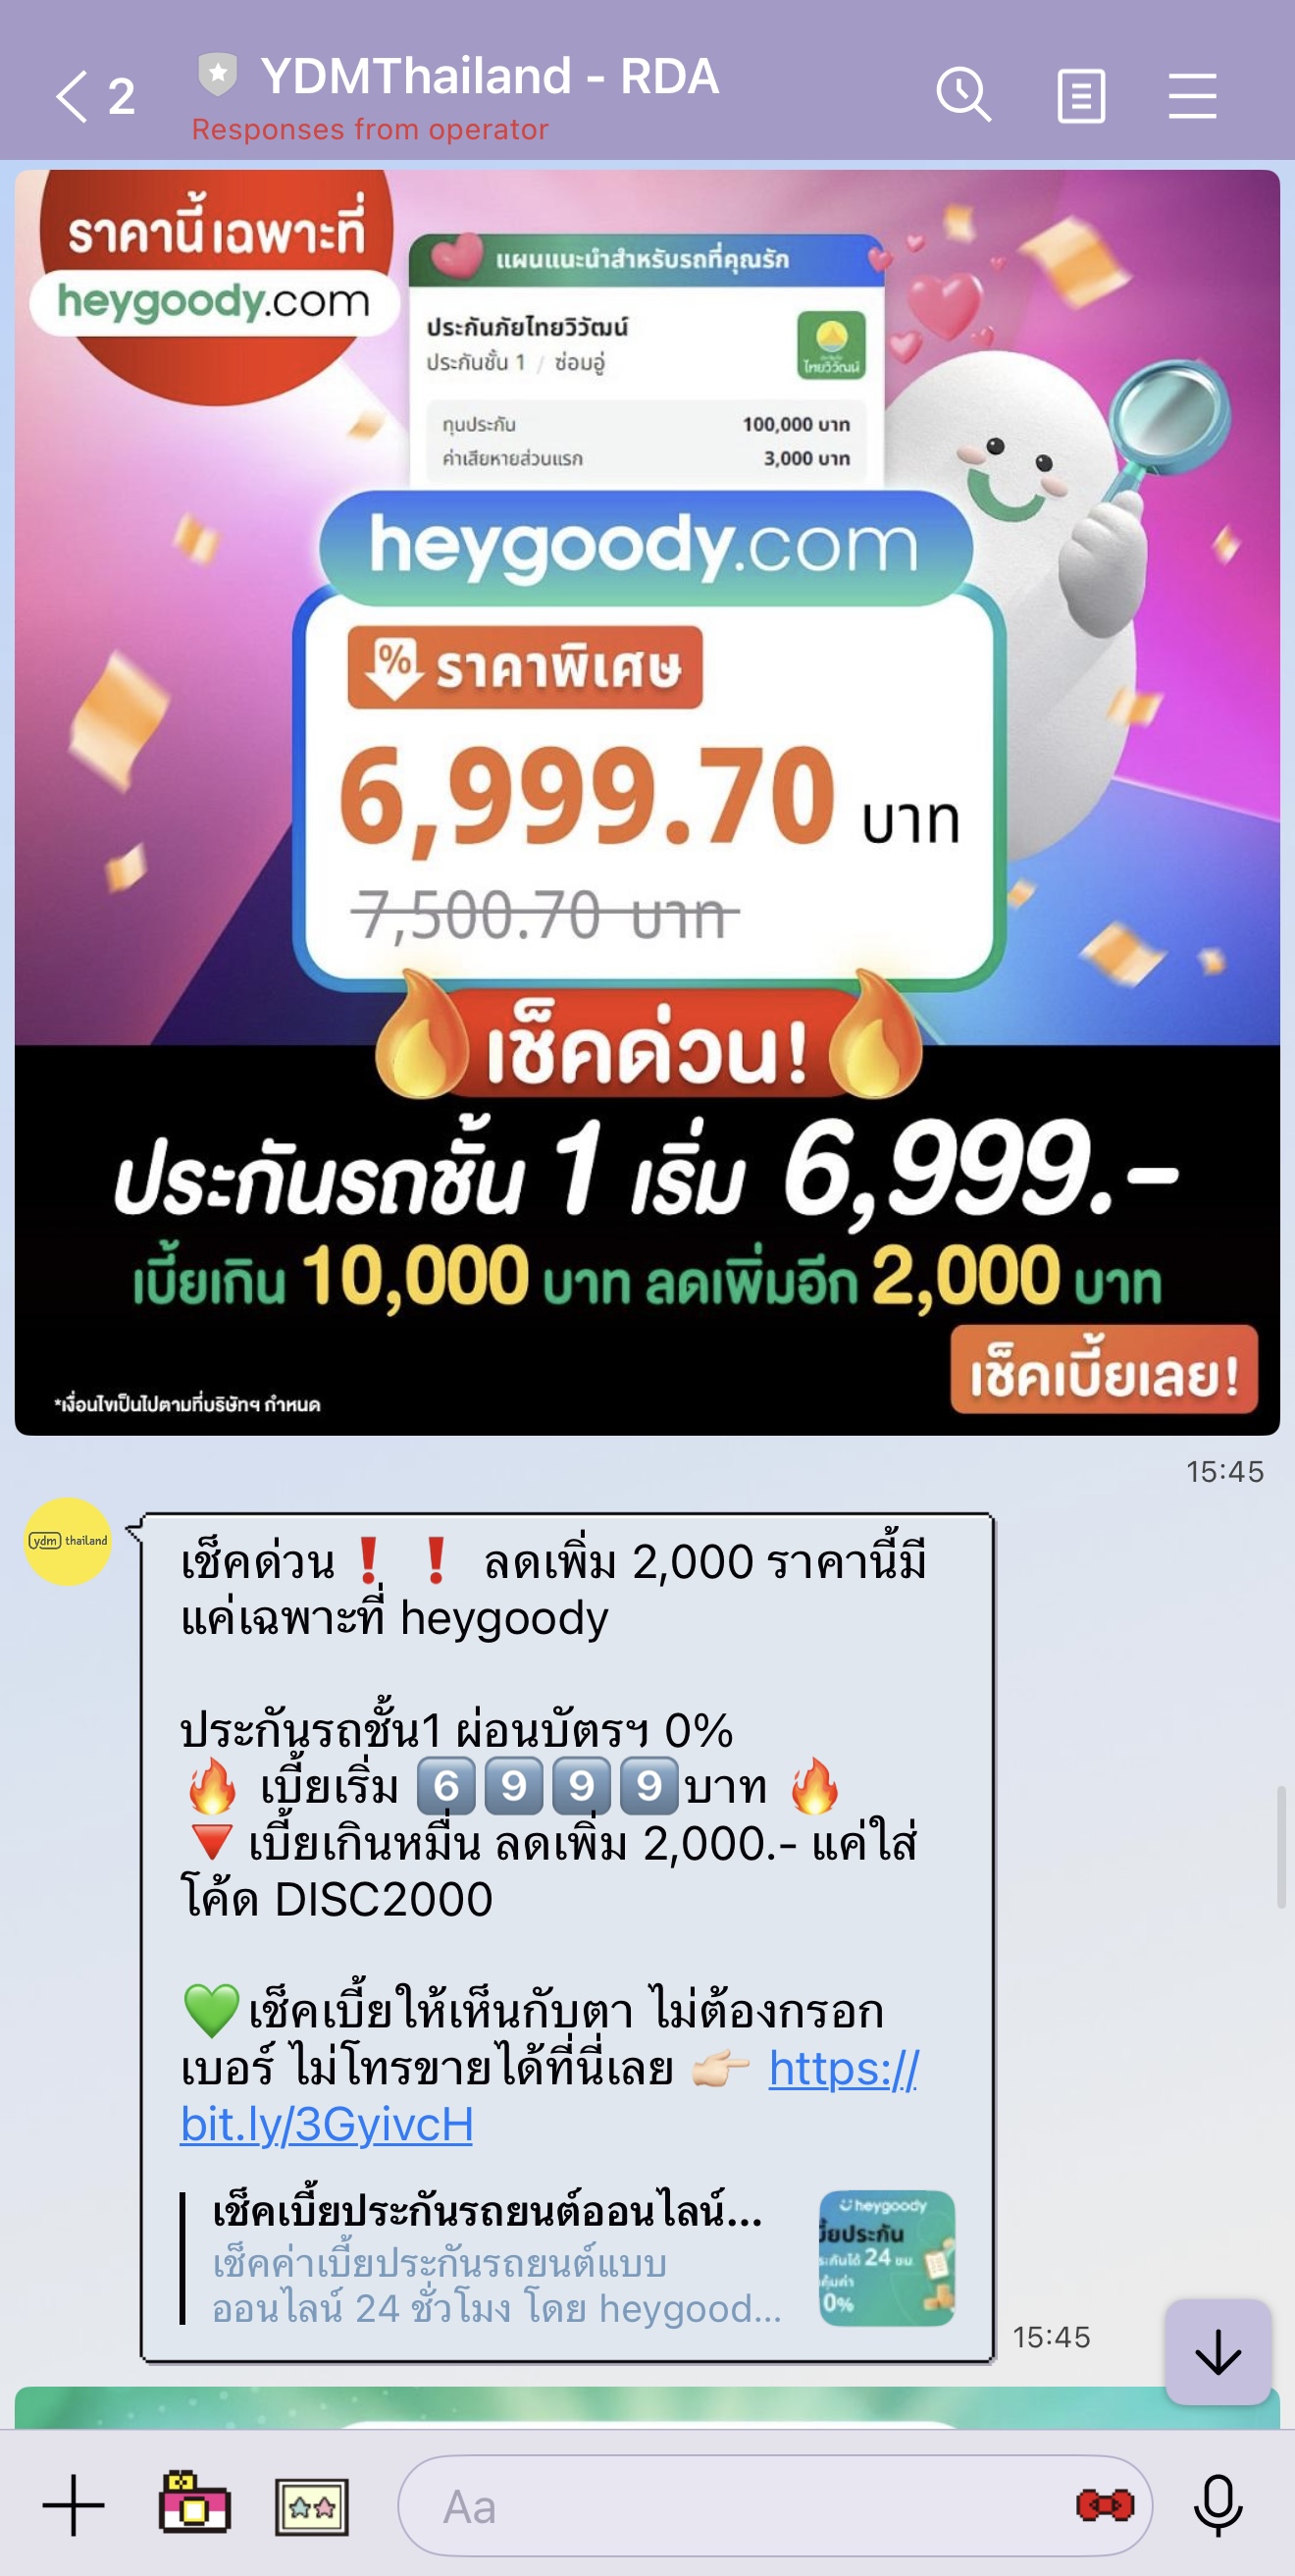 2
YDMThailand - RDA
Responses from operator
ราคานี้ เฉพาะที่
heygoody.com
แผนแนะนำสำหรับรถที่คุณรัก
ประกันภัยไทยวิวัฒน์
ประกันชั้น 1 / ซ่อมอู่
ไทยวิวัฒน์
ทุนประกัน 100,000 บาท
ค่าเสียหายส่วนแรก 3,000 บาท
heygoody.com
% ราคาพิเศษ
6,999.70 บาท
7,500.70 บาท
เช็คด่วน!
ประกันรถชั้น 1 เริ่ม 6,999.-
เบี้ยเกิน 10,000 บาท ลดเพิ่มอีก 2,000 บาท
เช็คเบี้ยเลย!
*เงื่อนไขเป็นไปตามที่บริษัทฯ กำหนด
15:45
ydm thailand
เช็คด่วน❗❗ ลดเพิ่ม 2,000 ราคานี้มี
แค่เฉพาะที่ heygoody
ประกันรถชั้น1 ผ่อนบัตรฯ 0%
🔥 เบี้ยเริ่ม 6️⃣9️⃣9️⃣9️⃣บาท 🔥
🔻เบี้ยเกินหมื่น ลดเพิ่ม 2,000.- แค่ใส่
โค้ด DISC2000
💚เช็คเบี้ยให้เห็นกับตา ไม่ต้องกรอก
เบอร์ ไม่โทรขายได้ที่นี่เลย 👉🏻 https://
bit.ly/3GyivcH
เช็คเบี้ยประกันรถยนต์ออนไลน์...
เช็คค่าเบี้ยประกันรถยนต์แบบ
ออนไลน์ 24 ชั่วโมง โดย heygood...
heygoody
ี้ยประกัน
ระกันได้ 24 ชม
คุ้มค่า
0%
15:45
Aa